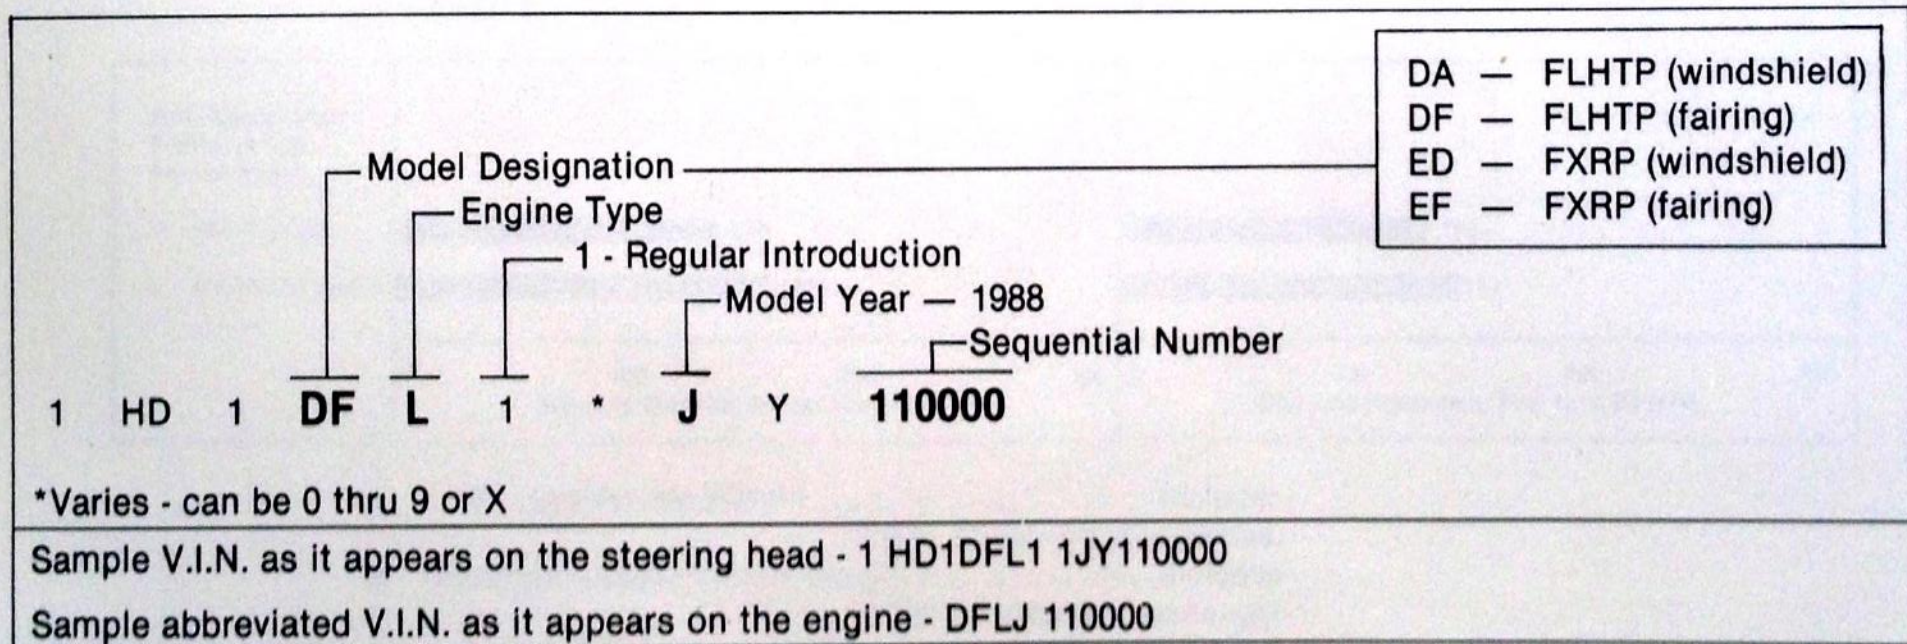 DA — FLHTP (windshield)
DF — FLHTP (fairing)
ED — FXRP (windshield)
EF — FXRP (fairing)
Model Designation
Engine Type
1 - Regular Introduction
Model Year — 1988
Sequential Number
1 HD 1 DF L 1 * J Y 110000
*Varies - can be 0 thru 9 or X
Sample V.I.N. as it appears on the steering head - 1 HD1DFL1 1JY110000
Sample abbreviated V.I.N. as it appears on the engine - DFLJ 110000